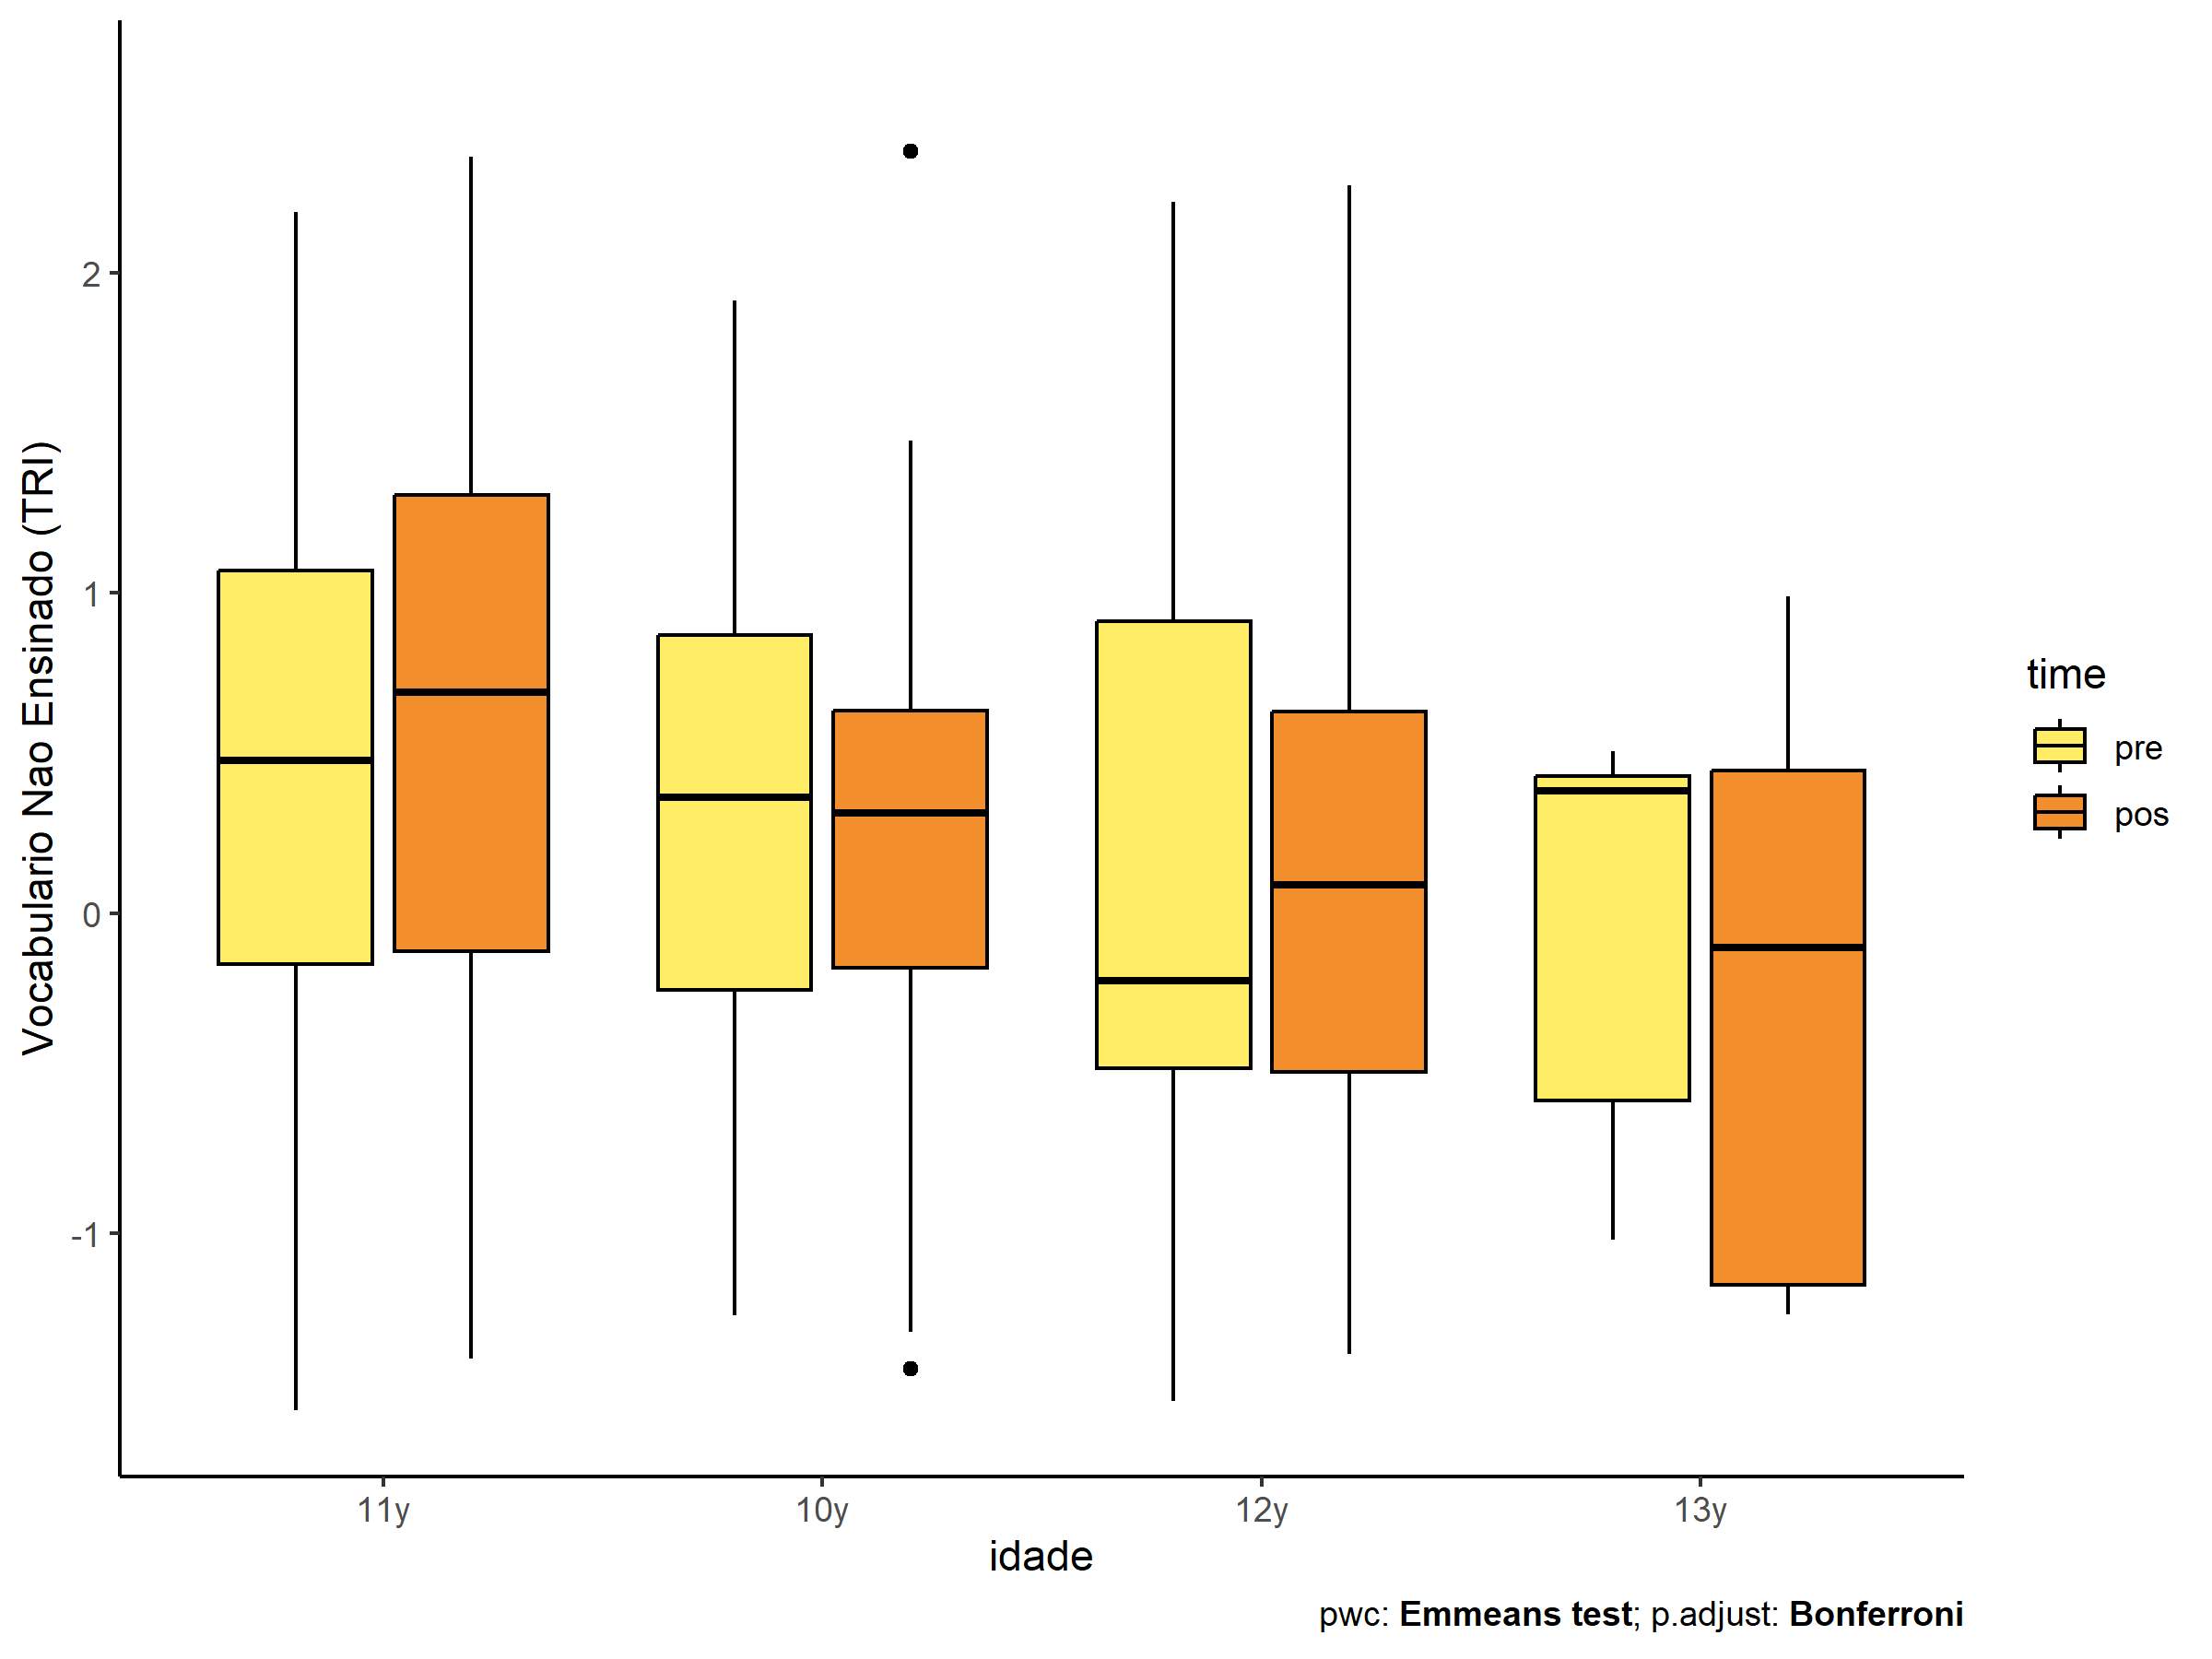 Vocabulario Nao Ensinado (TRI)
2
1
0
-1
11y
10y
12y
13y
idade
time
pre
pos
pwc: Emmeans test; p.adjust: Bonferroni